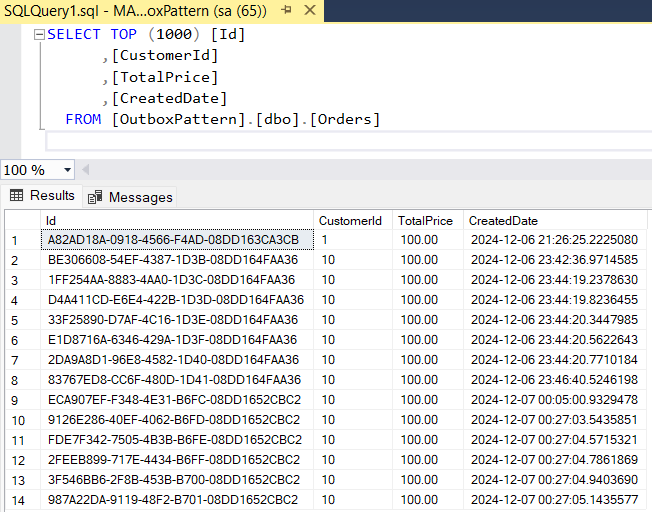 SQLQuery1.sql - MA...oxPattern (sa (65))
SELECT TOP (1000) [Id]
,[CustomerId]
,[TotalPrice]
,[CreatedDate]
FROM [OutboxPattern].[dbo].[Orders]
100 %
Results Messages
Id CustomerId TotalPrice CreatedDate
1 A82AD18A-0918-4566-F4AD-08DD163CA3CB 1 100.00 2024-12-06 21:26:25.2225080
2 BE306608-54EF-4387-1D3B-08DD164FAA36 10 100.00 2024-12-06 23:42:36.9714585
3 1FF254AA-8883-4AA0-1D3C-08DD164FAA36 10 100.00 2024-12-06 23:44:19.2378630
4 D4A411CD-E6E4-422B-1D3D-08DD164FAA36 10 100.00 2024-12-06 23:44:19.8236455
5 33F25890-D7AF-4C16-1D3E-08DD164FAA36 10 100.00 2024-12-06 23:44:20.3447985
6 E1D8716A-6346-429A-1D3F-08DD164FAA36 10 100.00 2024-12-06 23:44:20.5622643
7 2DA9A8D1-96E8-4582-1D40-08DD164FAA36 10 100.00 2024-12-06 23:44:20.7710184
8 83767ED8-CC6F-480D-1D41-08DD164FAA36 10 100.00 2024-12-06 23:46:40.5246198
9 ECA907EF-F348-4E31-B6FC-08DD1652CBC2 10 100.00 2024-12-07 00:05:00.9329478
10 9126E286-40EF-4062-B6FD-08DD1652CBC2 10 100.00 2024-12-07 00:27:03.5435851
11 FDE7F342-7505-4B3B-B6FE-08DD1652CBC2 10 100.00 2024-12-07 00:27:04.5715321
12 2FEEB899-717E-4434-B6FF-08DD1652CBC2 10 100.00 2024-12-07 00:27:04.7861869
13 3F546BB6-2F8B-453B-B700-08DD1652CBC2 10 100.00 2024-12-07 00:27:04.9403690
14 987A22DA-9119-48F2-B701-08DD1652CBC2 10 100.00 2024-12-07 00:27:05.1435577